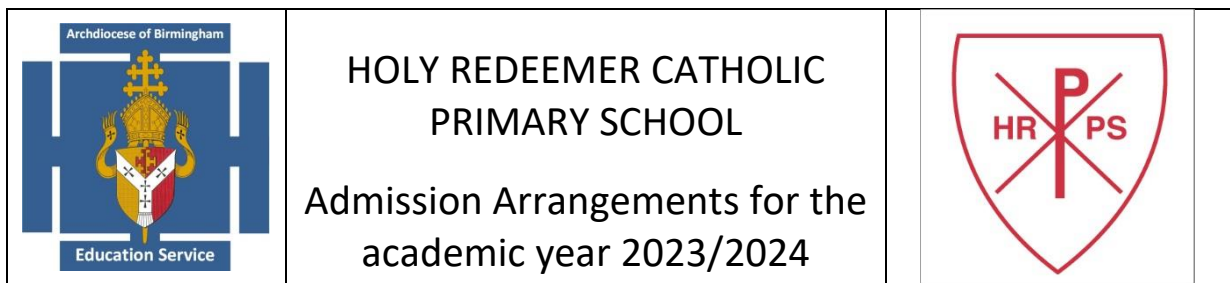 Archdiocese of Birmingham
Education Service
HOLY REDEEMER CATHOLIC
PRIMARY SCHOOL
Admission Arrangements for the
academic year 2023/2024
P
HR PS